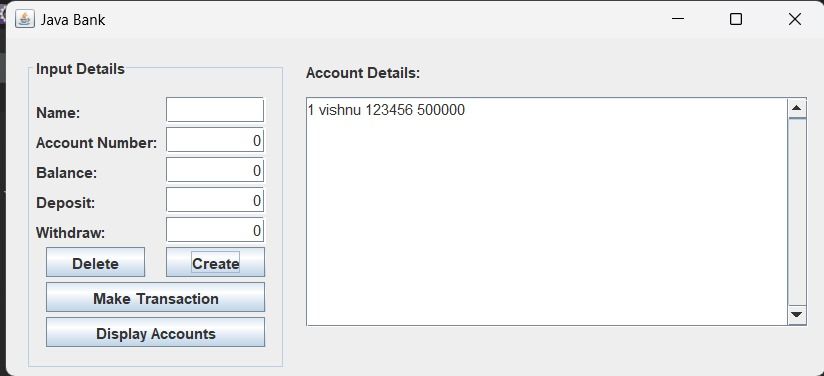 Java Bank
Input Details
Name:
Account Number: 0
Balance: 0
Deposit: 0
Withdraw: 0
Delete Create
Make Transaction
Display Accounts
Account Details:
1 vishnu 123456 500000